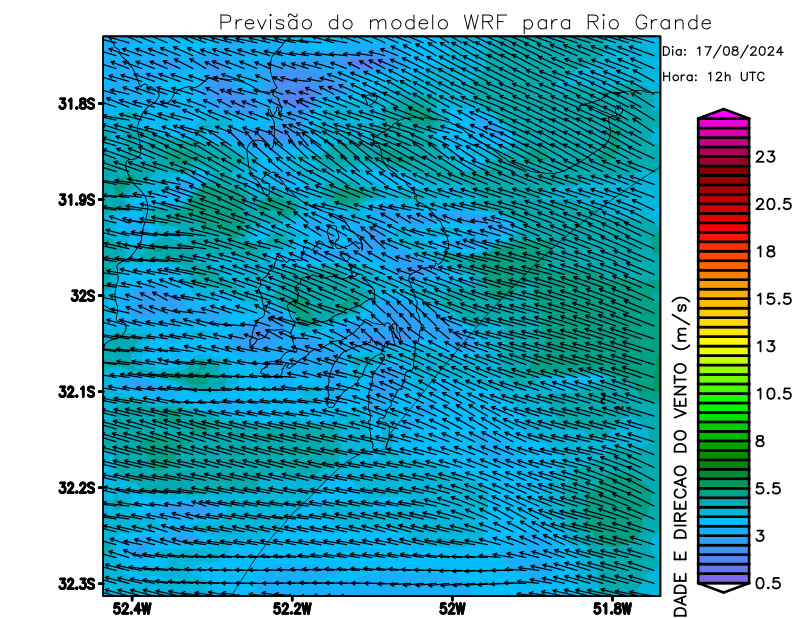 Previsão do modelo WRF para Rio Grande
Dia: 17/08/2024
Hora: 12h UTC
31.8S
31.9S
32S
32.1S
32.2S
32.3S
52.4W
52.2W
52W
51.8W
23
20.5
18
15.5
13
10.5
8
5.5
3
0.5
DADE E DIRECAO DO VENTO (m/s)